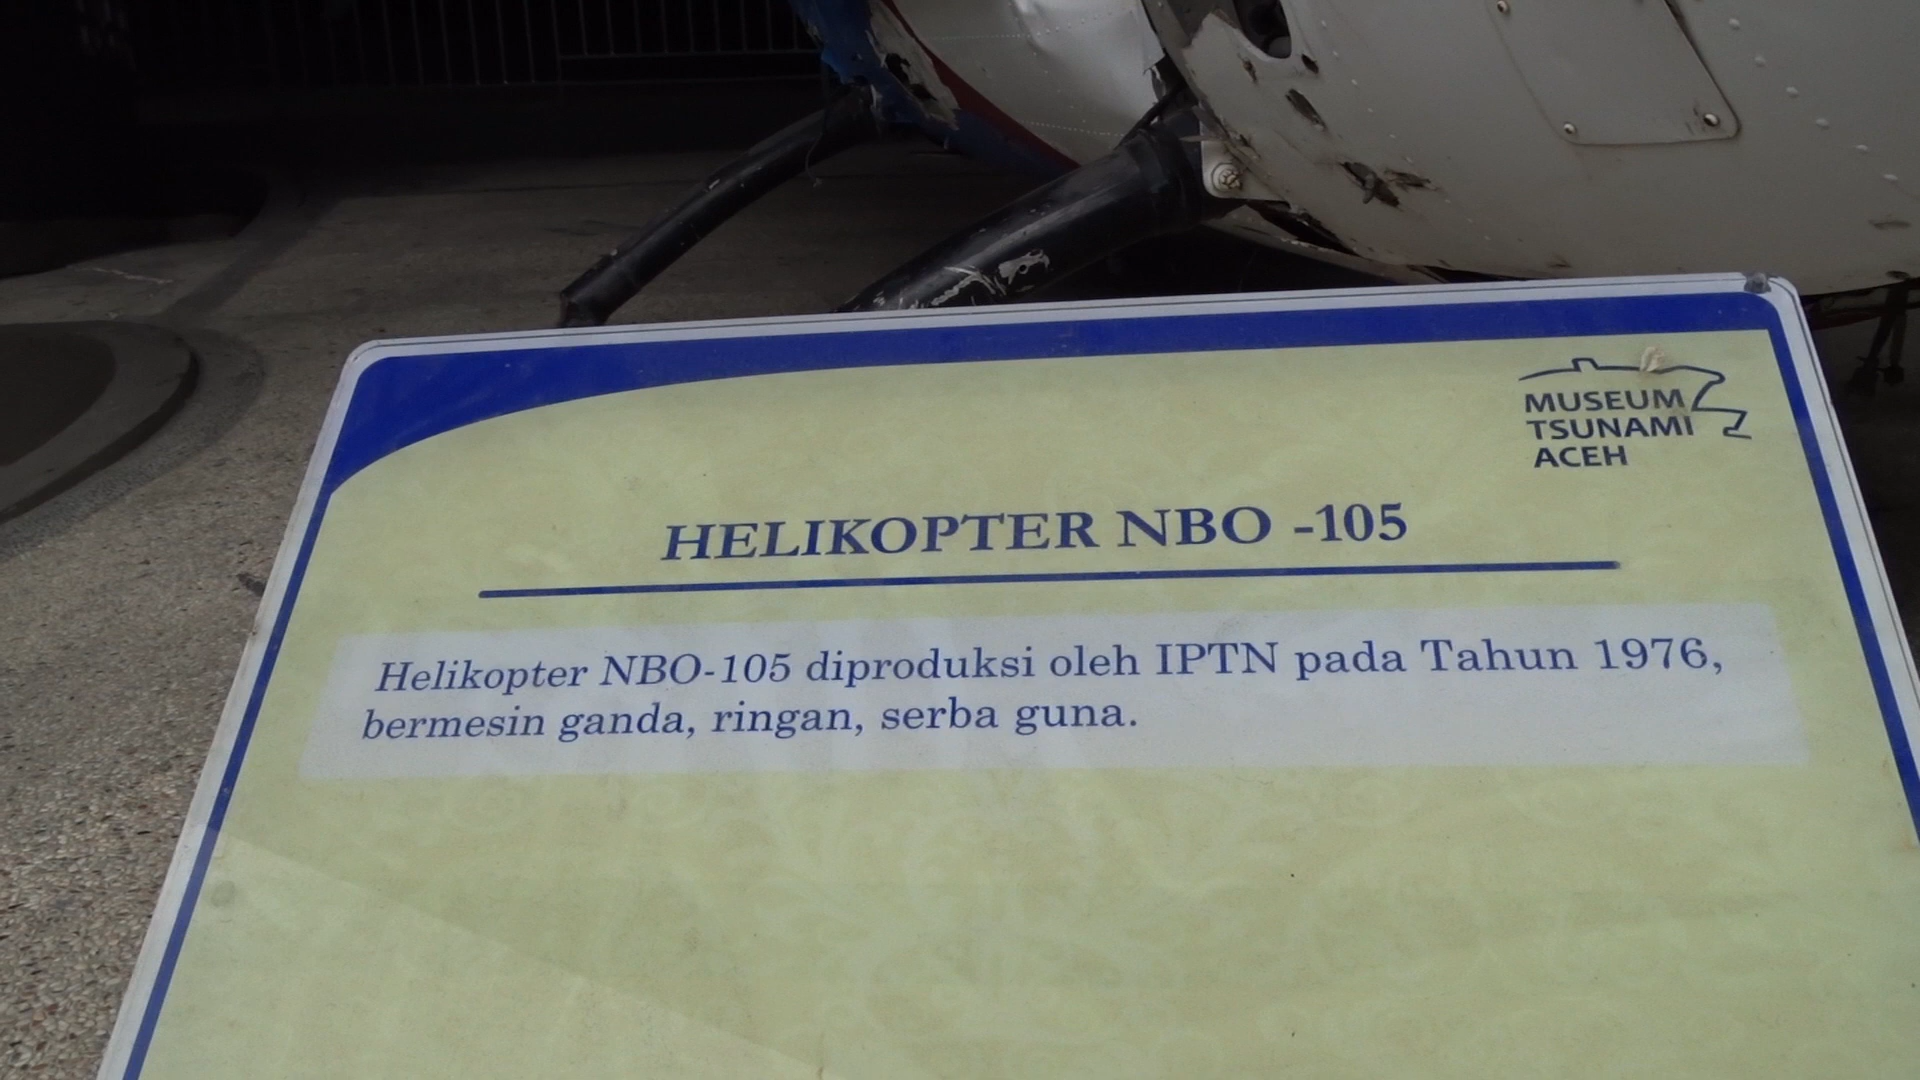 MUSEUM
TSUNAMI
ACEH
HELIKOPTER NBO -105
Helikopter NBO-105 diproduksi oleh IPTN pada Tahun 1976,
bermesin ganda, ringan, serba guna.